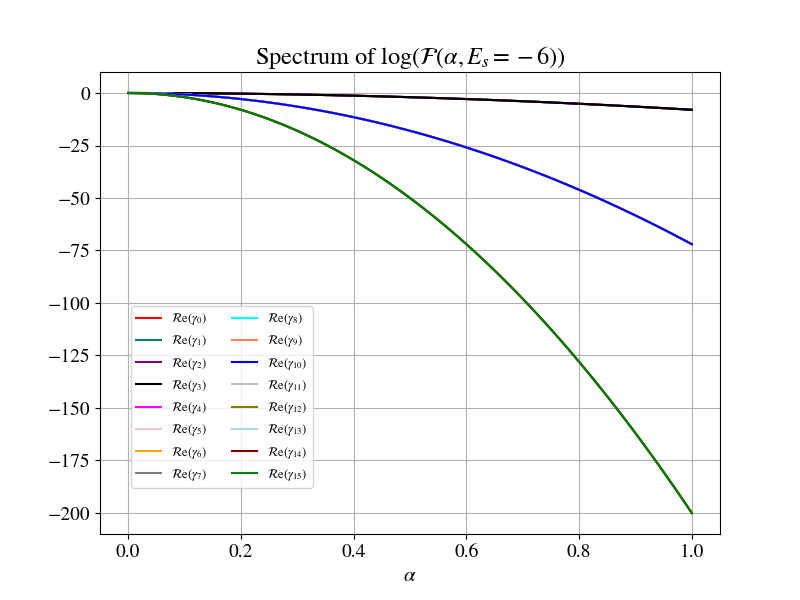 Spectrum of log(ℱ(α, E_s = −6))
0
−25
−50
−75
−100
−125
−150
−175
−200
ℛe(γ₀) ℛe(γ₈)
ℛe(γ₁) ℛe(γ₉)
ℛe(γ₂) ℛe(γ₁₀)
ℛe(γ₃) ℛe(γ₁₁)
ℛe(γ₄) ℛe(γ₁₂)
ℛe(γ₅) ℛe(γ₁₃)
ℛe(γ₆) ℛe(γ₁₄)
ℛe(γ₇) ℛe(γ₁₅)
0.0 0.2 0.4 0.6 0.8 1.0
α